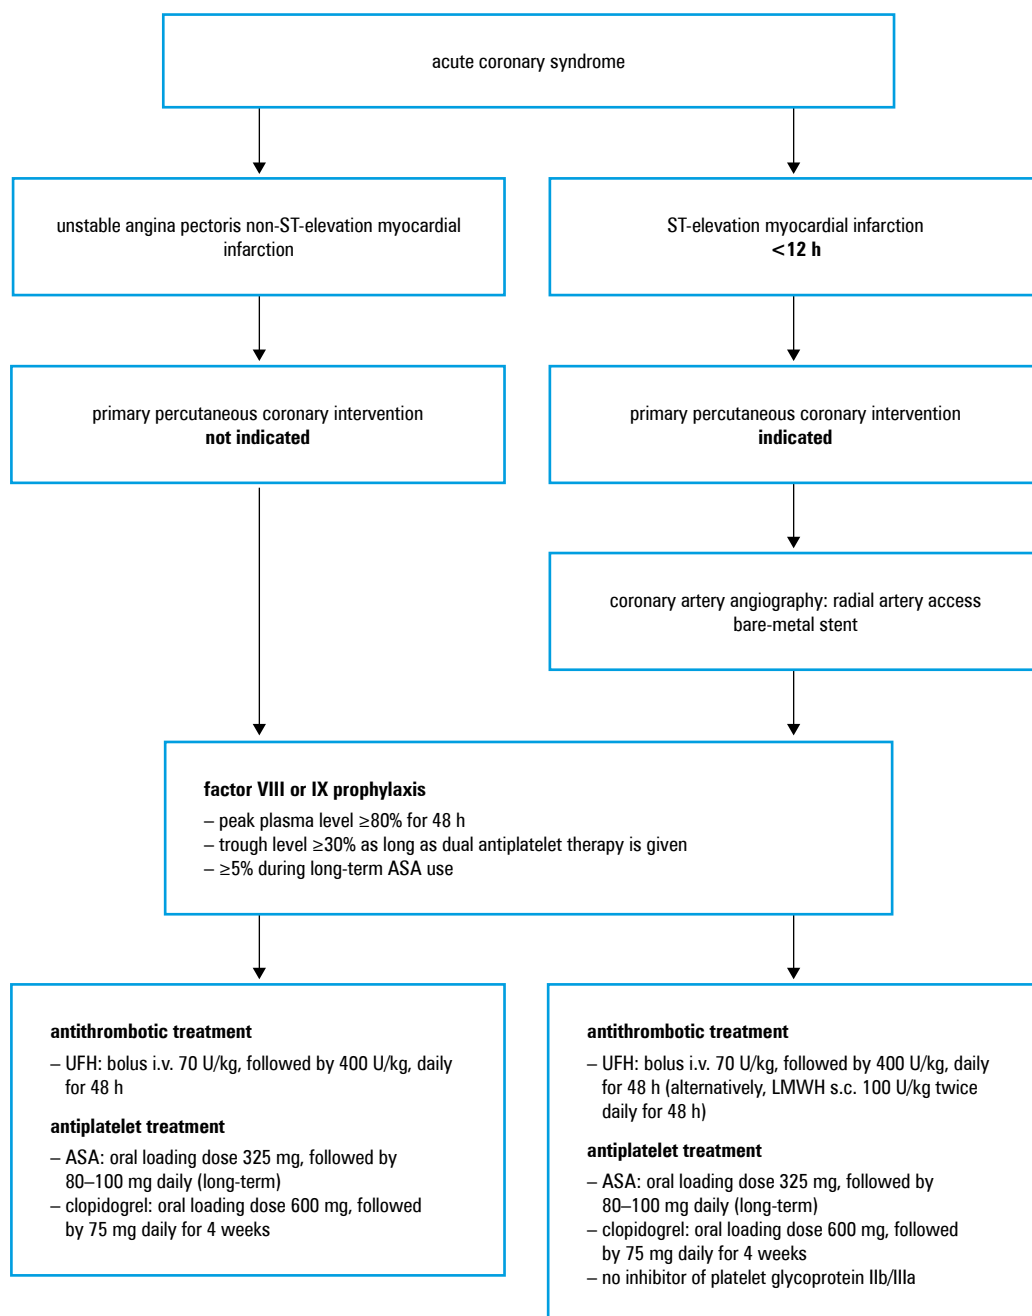 acute coronary syndrome
unstable angina pectoris non-ST-elevation myocardial
infarction
ST-elevation myocardial infarction
<12 h
primary percutaneous coronary intervention
not indicated
primary percutaneous coronary intervention
indicated
coronary artery angiography: radial artery access
bare-metal stent
factor VIII or IX prophylaxis
– peak plasma level ≥80% for 48 h
– trough level ≥30% as long as dual antiplatelet therapy is given
– ≥5% during long-term ASA use
antithrombotic treatment
– UFH: bolus i.v. 70 U/kg, followed by 400 U/kg, daily
for 48 h
antiplatelet treatment
– ASA: oral loading dose 325 mg, followed by
80–100 mg daily (long-term)
– clopidogrel: oral loading dose 600 mg, followed
by 75 mg daily for 4 weeks
antithrombotic treatment
– UFH: bolus i.v. 70 U/kg, followed by 400 U/kg, daily
for 48 h (alternatively, LMWH s.c. 100 U/kg twice
daily for 48 h)
antiplatelet treatment
– ASA: oral loading dose 325 mg, followed by
80–100 mg daily (long-term)
– clopidogrel: oral loading dose 600 mg, followed
by 75 mg daily for 4 weeks
– no inhibitor of platelet glycoprotein IIb/IIIa